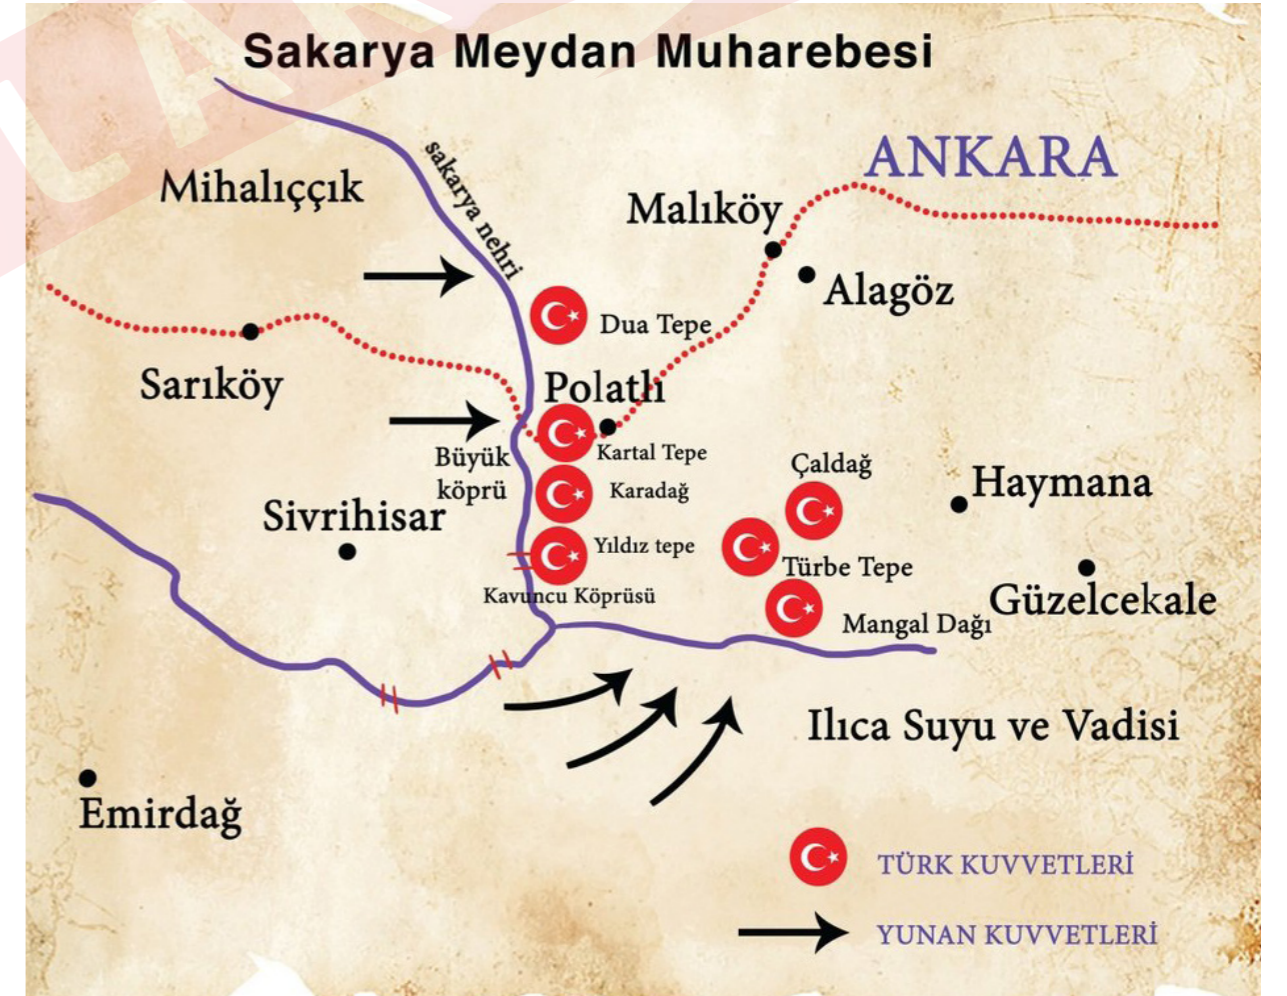 Sakarya Meydan Muharebesi
ANKARA
sakarya nehri
Mihalıççık
Malıköy
Alagöz
Dua Tepe
Sarıköy
Polatlı
Büyük
köprü
Kartal Tepe
Çaldağ
Karadağ
Haymana
Sivrihisar
Yıldız tepe
Türbe Tepe
Kavuncu Köprüsü
Güzelcekale
Mangal Dağı
Ilıca Suyu ve Vadisi
Emirdağ
TÜRK KUVVETLERİ
YUNAN KUVVETLERİ